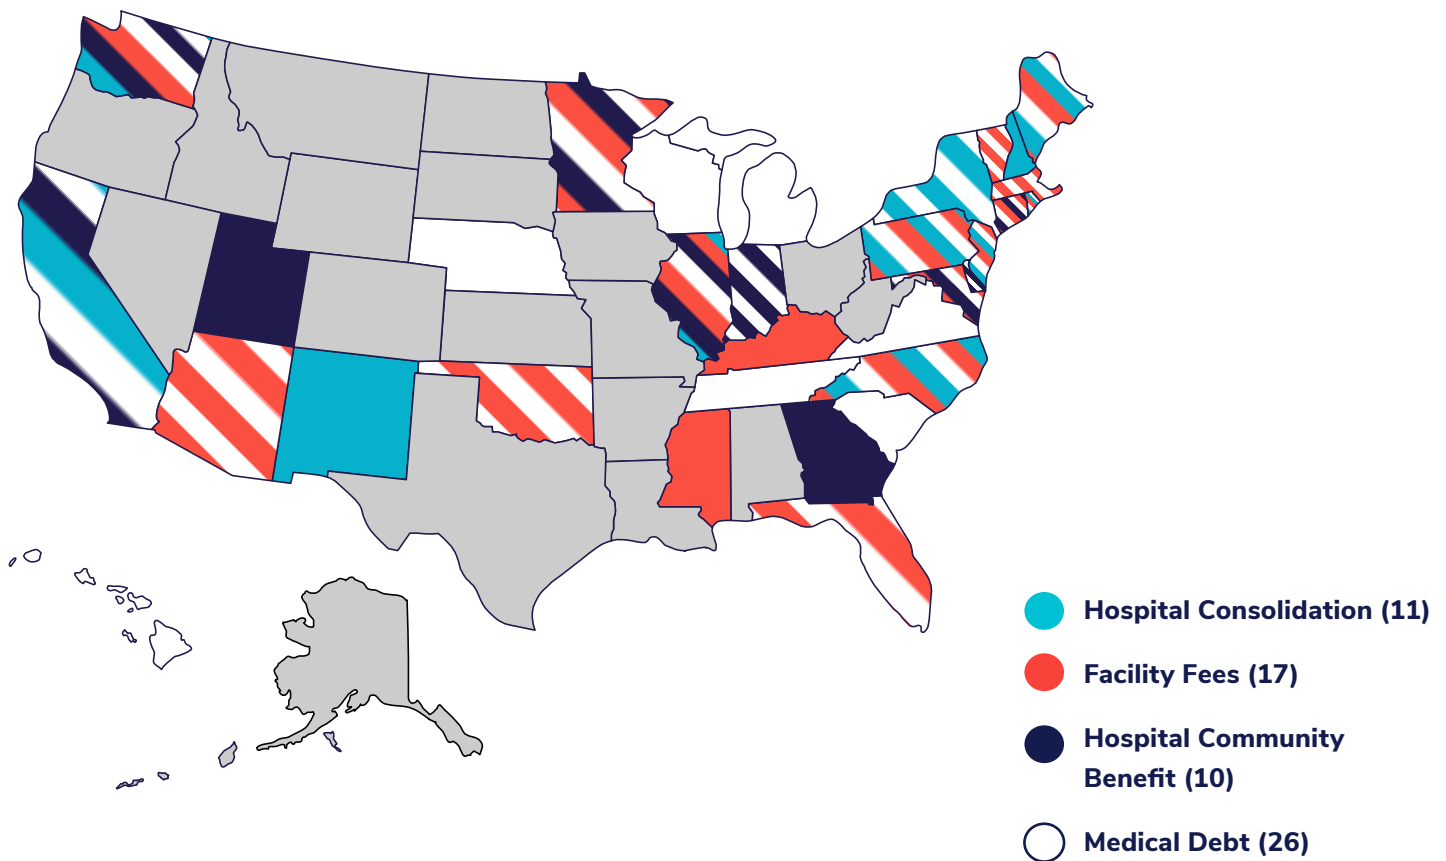 Hospital Consolidation (11)
Facility Fees (17)
Hospital Community
Benefit (10)
Medical Debt (26)